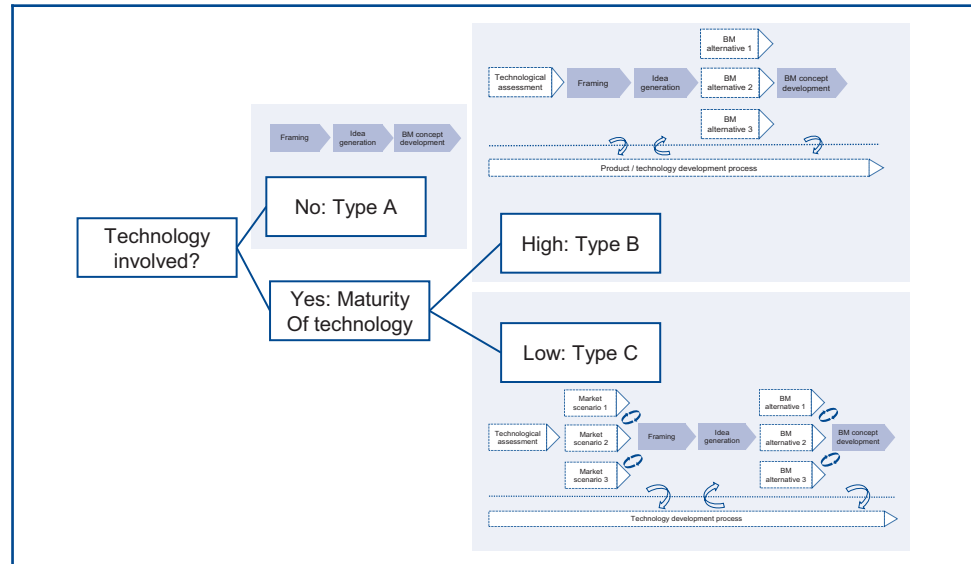 BM
alternative 1
Technological
assessment
Framing
Idea
generation
BM
alternative 2
BM concept
development
BM
alternative 3
Product / technology development process
Framing
Idea
generation
BM concept
development
No: Type A
Technology
involved?
High: Type B
Yes: Maturity
Of technology
Low: Type C
Market
scenario 1
BM
alternative 1
Technological
assessment
Market
scenario 2
Framing
Idea
generation
BM
alternative 2
BM concept
development
Market
scenario 3
BM
alternative 3
Technology development process